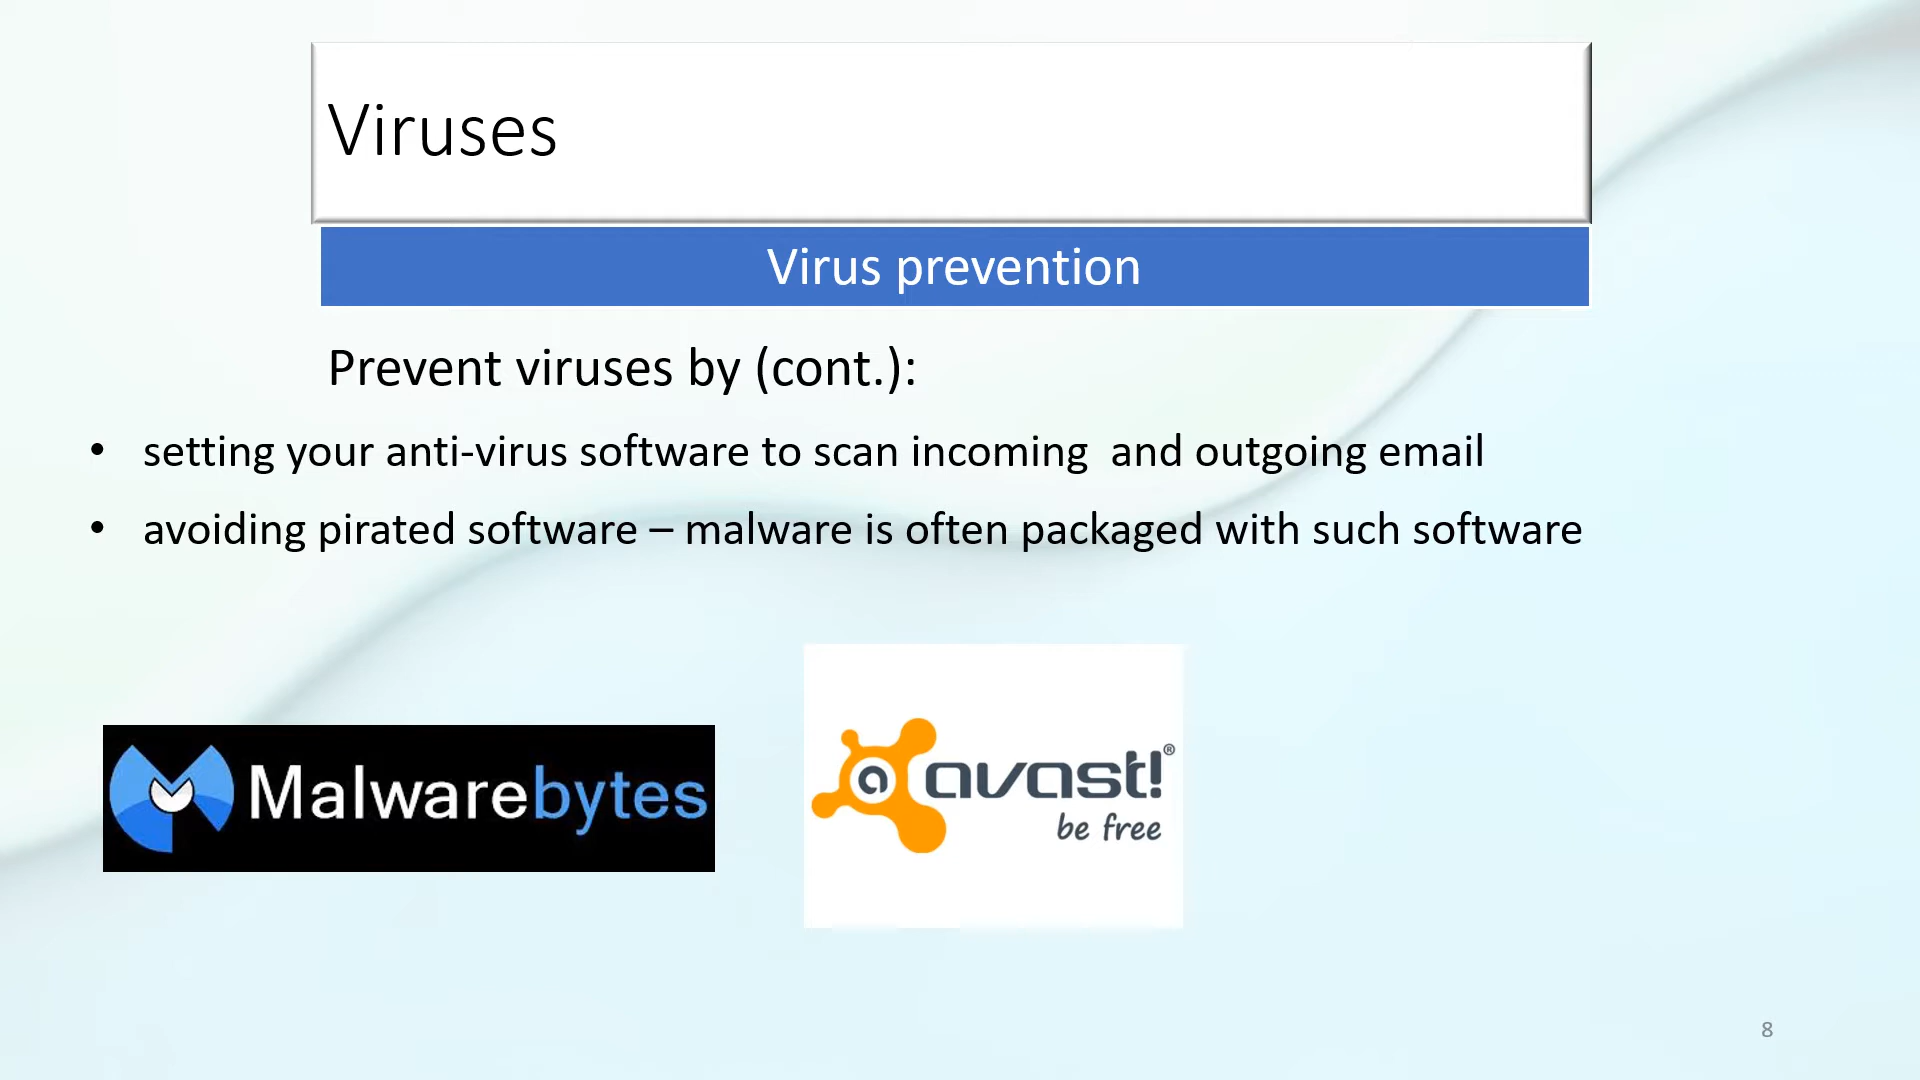 Viruses
Virus prevention
Prevent viruses by (cont.):
• setting your anti-virus software to scan incoming  and outgoing email
• avoiding pirated software – malware is often packaged with such software
Malwarebytes
a avast!®
be free
8